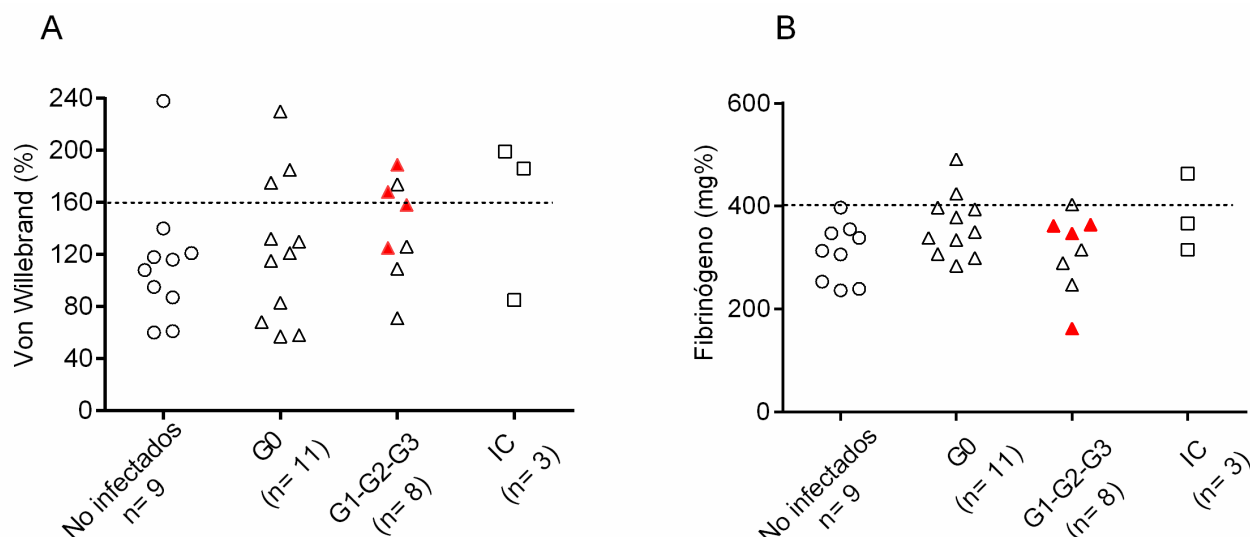 A
Von Willebrand (%)
240
200
160
120
80
40
0
No infectados
n= 9
G0
(n= 11)
G1-G2-G3
(n= 8)
IC
(n= 3)
B
Fibrinógeno (mg%)
600
400
200
0
No infectados
n= 9
G0
(n= 11)
G1-G2-G3
(n= 8)
IC
(n= 3)